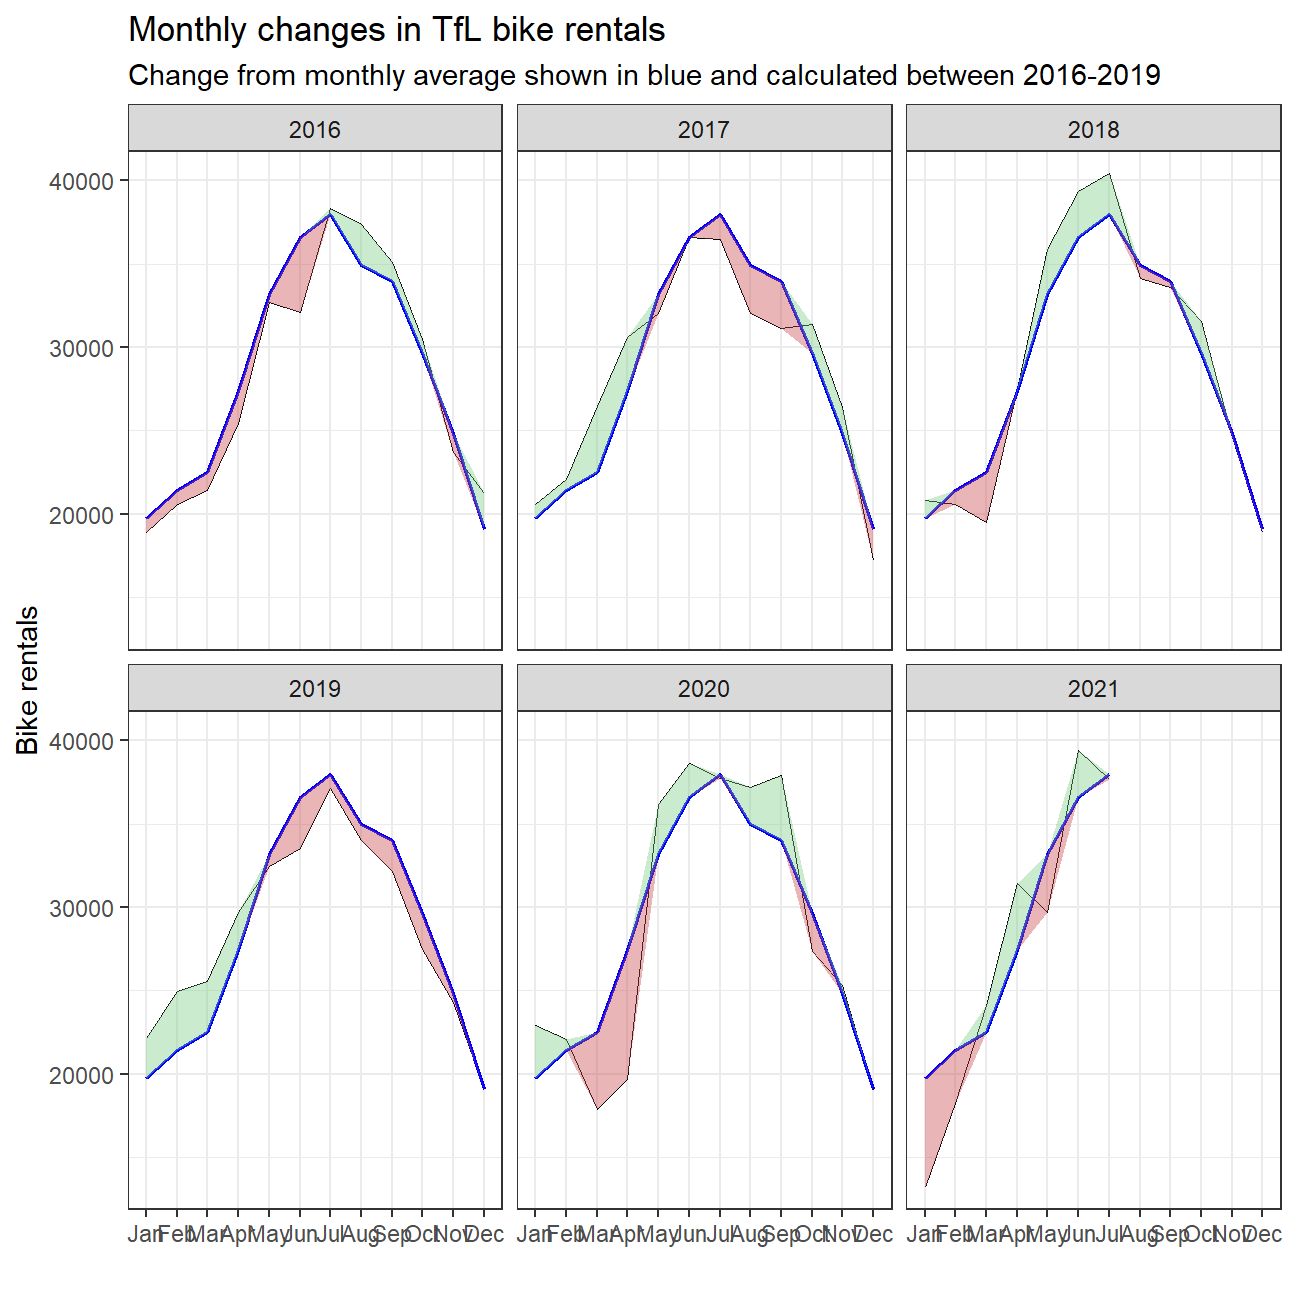 Monthly changes in TfL bike rentals
Change from monthly average shown in blue and calculated between 2016-2019
2016 2017 2018
40000
30000
20000
Bike rentals
2019 2020 2021
40000
30000
20000
Jan Feb Mar Apr May Jun Jul Aug Sep Oct Nov Dec Jan Feb Mar Apr May Jun Jul Aug Sep Oct Nov Dec Jan Feb Mar Apr May Jun Jul Aug Sep Oct Nov Dec